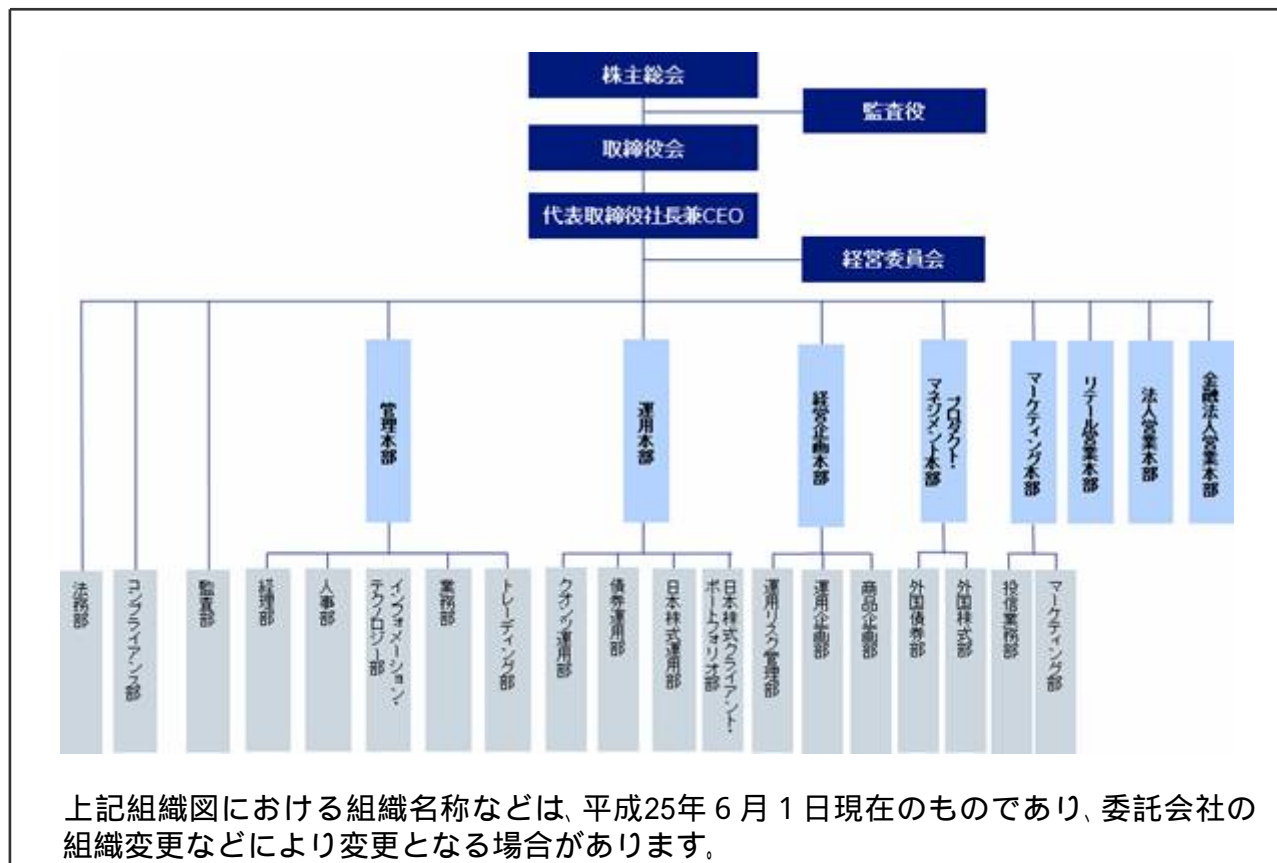 株主総会
監査役
取締役会
代表取締役社長兼CEO
経営委員会
管理本部
運用本部
経営企画本部
プロダクト・
マネジメント本部
マーケティング本部
リテール営業本部
法人営業本部
金融法人営業本部
法務部
コンプライアンス部
監査部
経理部
人事部
インフォメーション・
テクノロジー部
業務部
トレーディング部
クオンツ運用部
債券運用部
日本株式運用部
日本株式クライアント・
ポートフォリオ部
運用リスク管理部
運用企画部
商品企画部
外国債券部
外国株式部
投信業務部
マーケティング部
上記組織図における組織名称などは、平成25年6月1日現在のものであり、委託会社の
組織変更などにより変更となる場合があります。